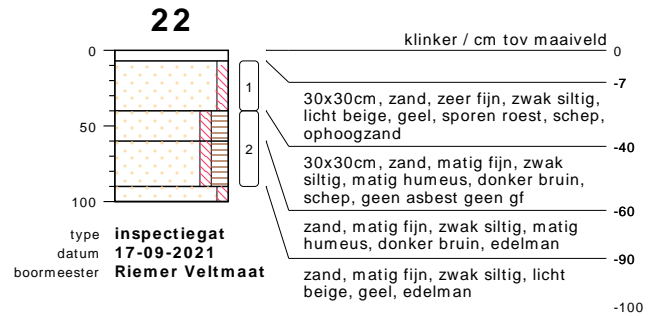 22
klinker / cm tov maaiveld
0
0
-7
30x30cm, zand, zeer fijn, zwak siltig,
licht beige, geel, sporen roest, schep,
ophoogzand
1
50
-40
30x30cm, zand, matig fijn, zwak
siltig, matig humeus, donker bruin,
schep, geen asbest geen gf
2
-60
zand, matig fijn, zwak siltig, matig
humeus, donker bruin, edelman
100
-90
zand, matig fijn, zwak siltig, licht
beige, geel, edelman
-100
type inspectiegat
datum 17-09-2021
boormeester Riemer Veltmaat